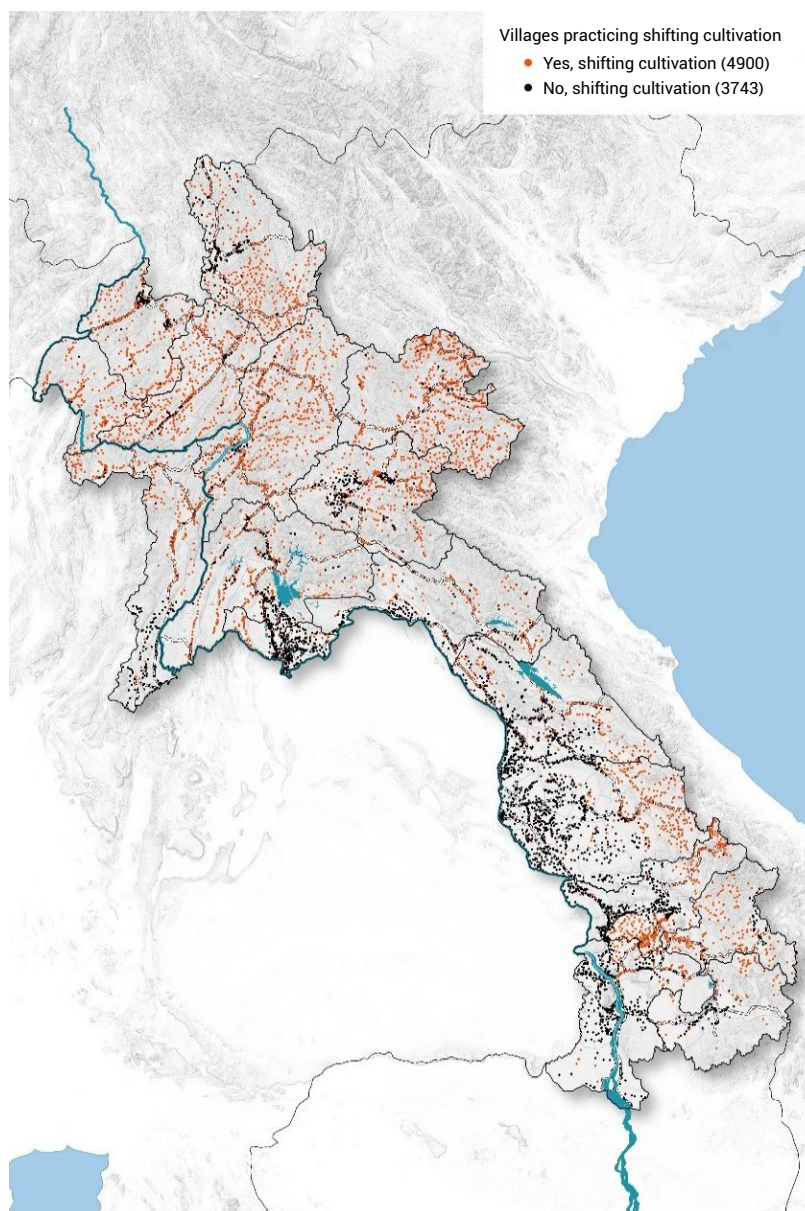 Villages practicing shifting cultivation
Yes, shifting cultivation (4900)
No, shifting cultivation (3743)